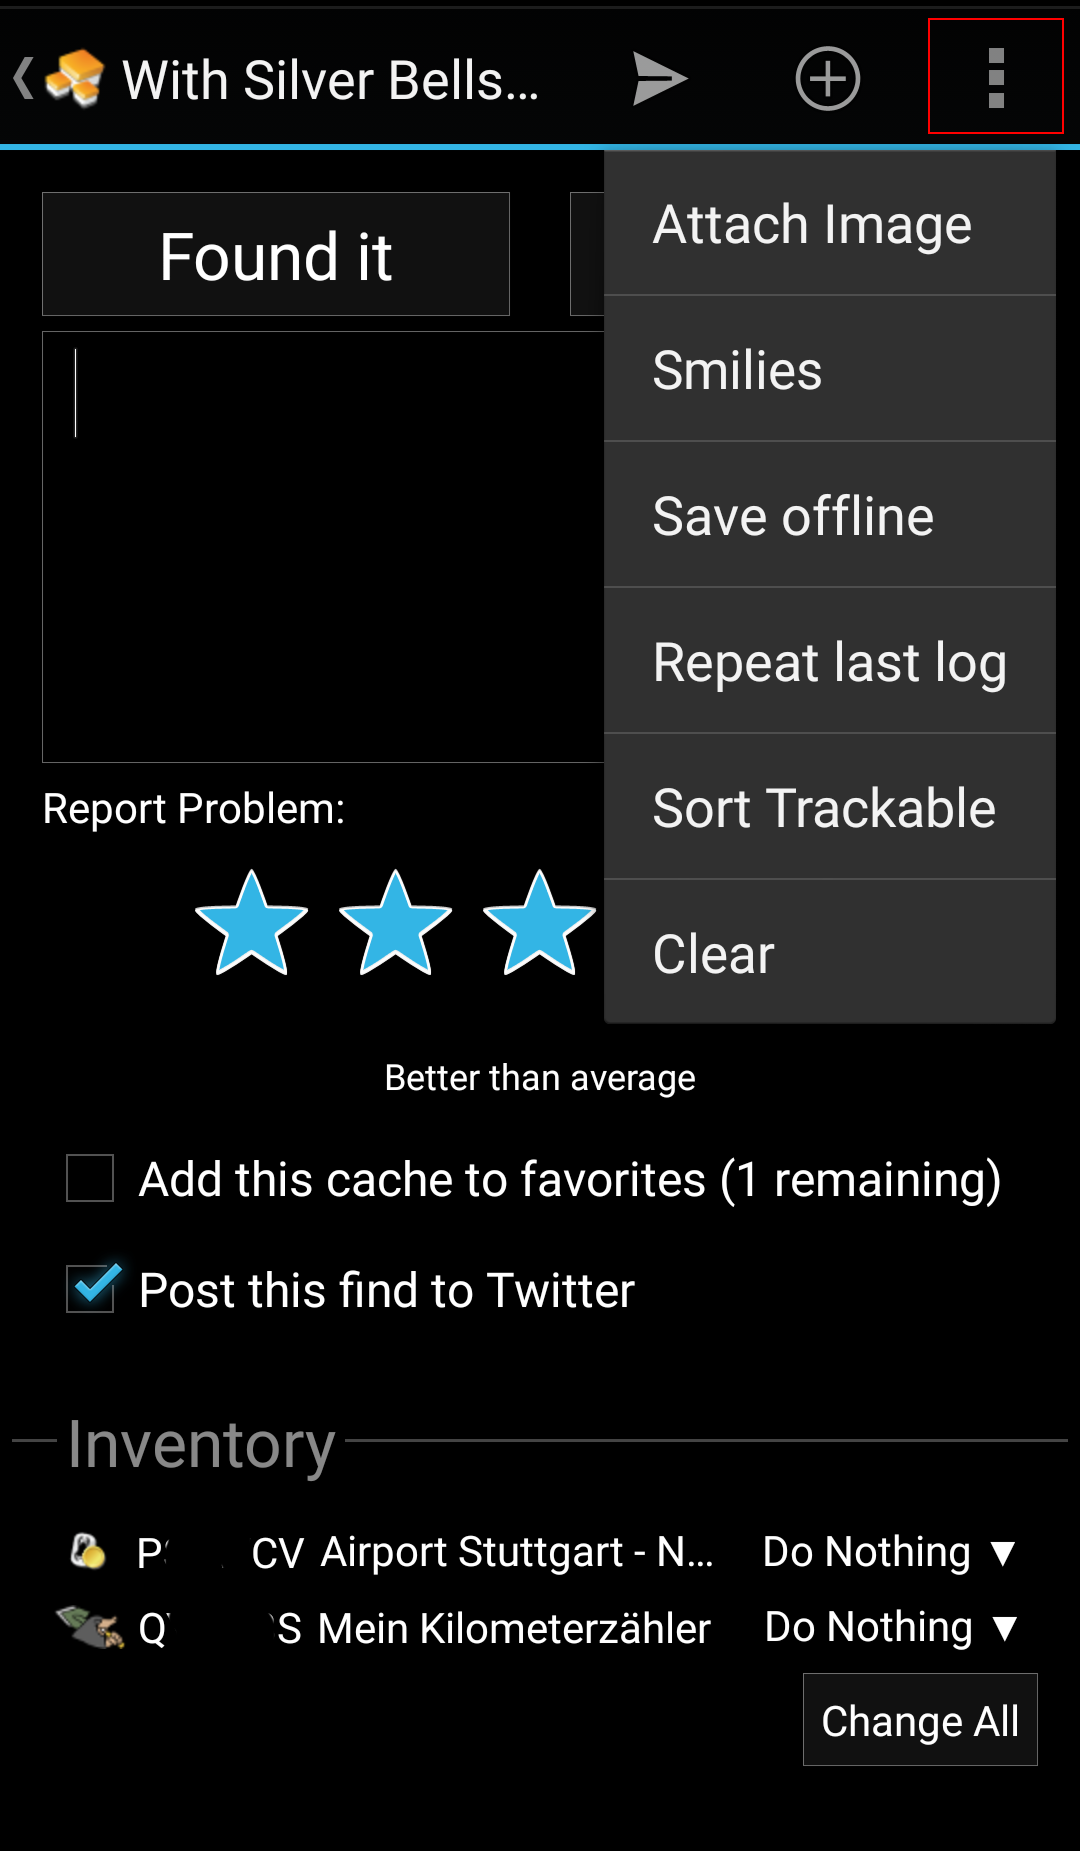 With Silver Bells...
Attach Image
Found it
Smilies
Save offline
Repeat last log
Report Problem:
Sort Trackable
Clear
Better than average
Add this cache to favorites (1 remaining)
Post this find to Twitter
Inventory
CV Airport Stuttgart - N... Do Nothing ▼
Mein Kilometerzähler Do Nothing ▼
Change All